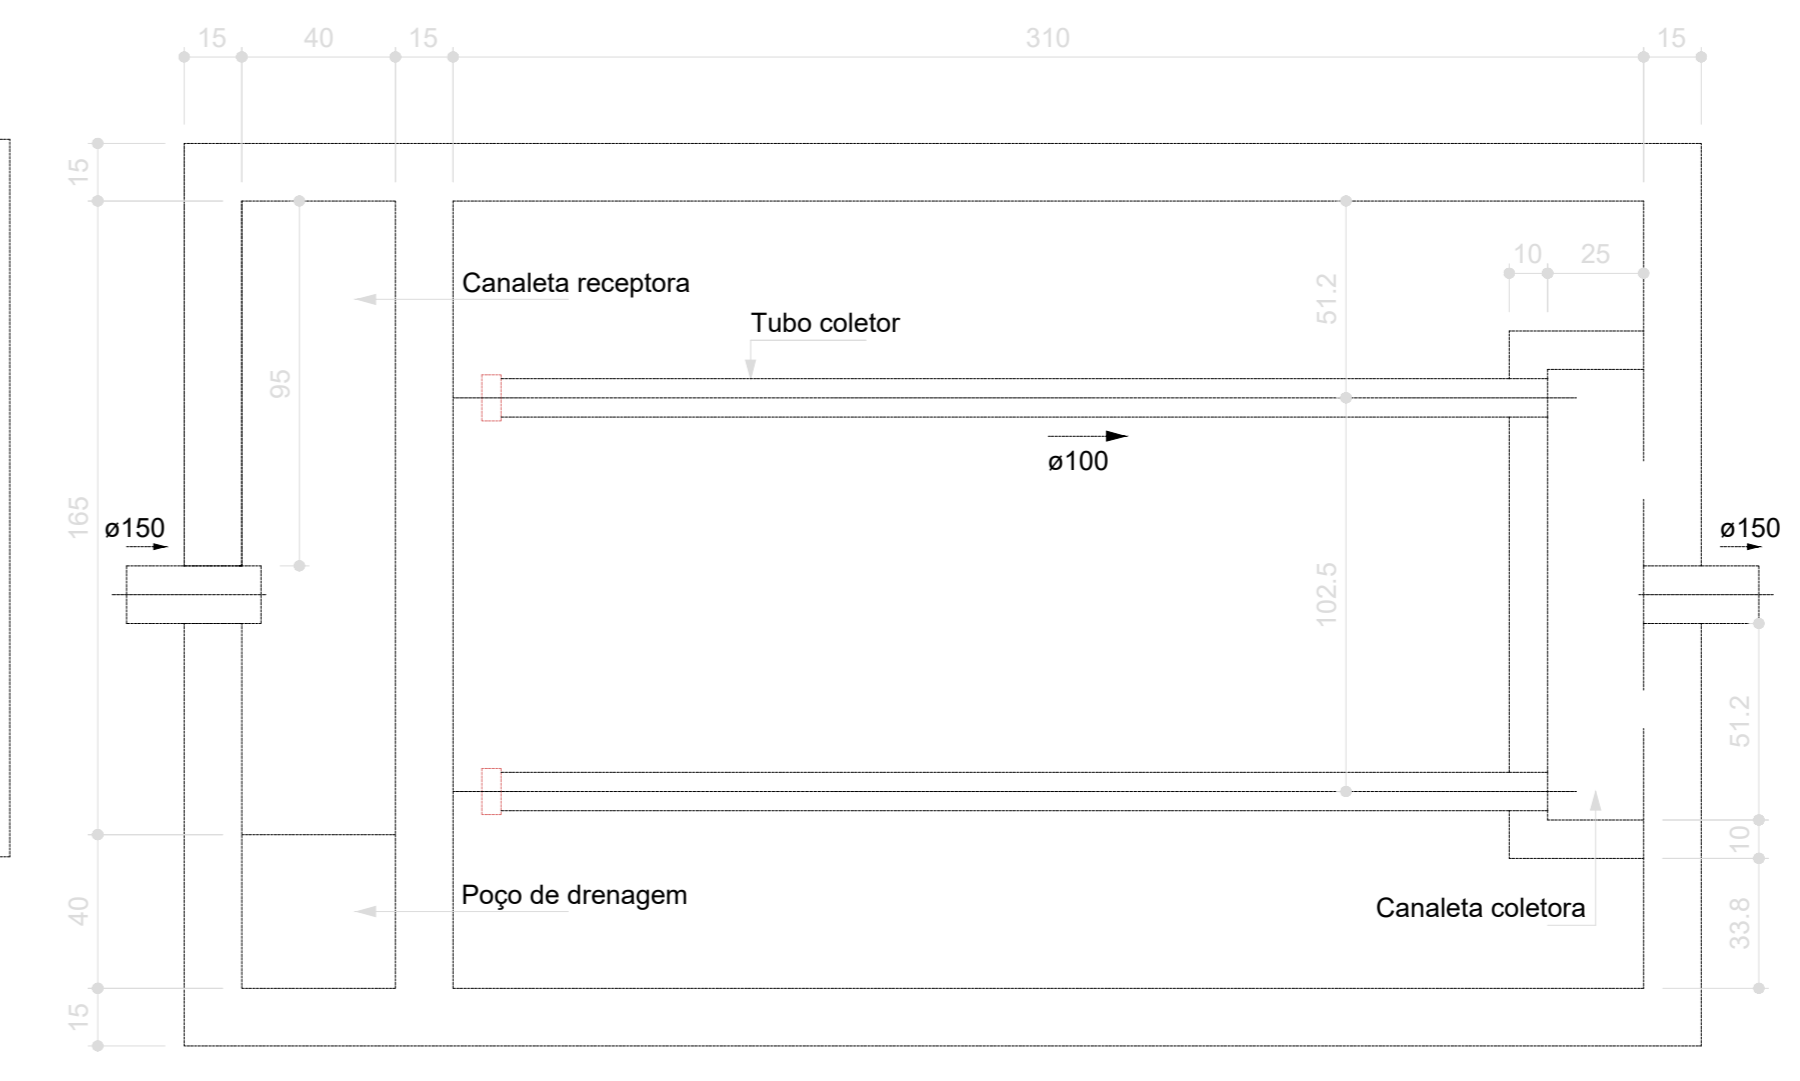 15
40
15
310
15
15
10
25
Canaleta receptora
51.2
Tubo coletor
95
ø100
165
ø150
ø150
102.5
51.2
10
Poço de drenagem
40
Canaleta coletora
33.8
15